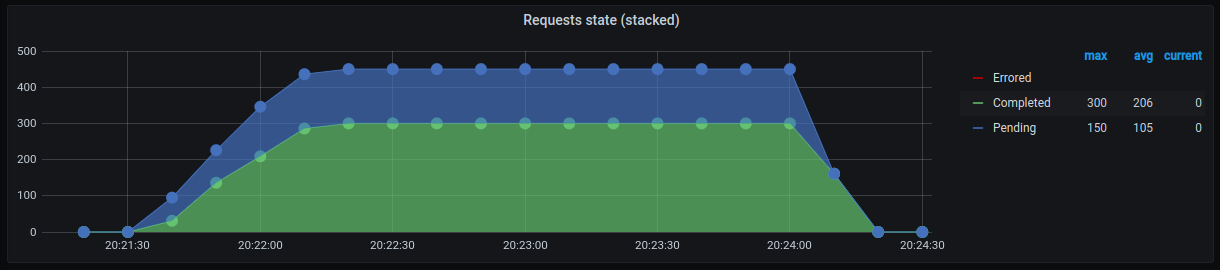 Requests state (stacked)
500
400
300
200
100
0
20:21:30 20:22:00 20:22:30 20:23:00 20:23:30 20:24:00 20:24:30
max avg current
Errored
Completed 300 206 0
Pending 150 105 0